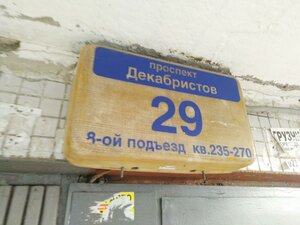 проспект
Декабристов
29
8-ой подъезд кв.235-270